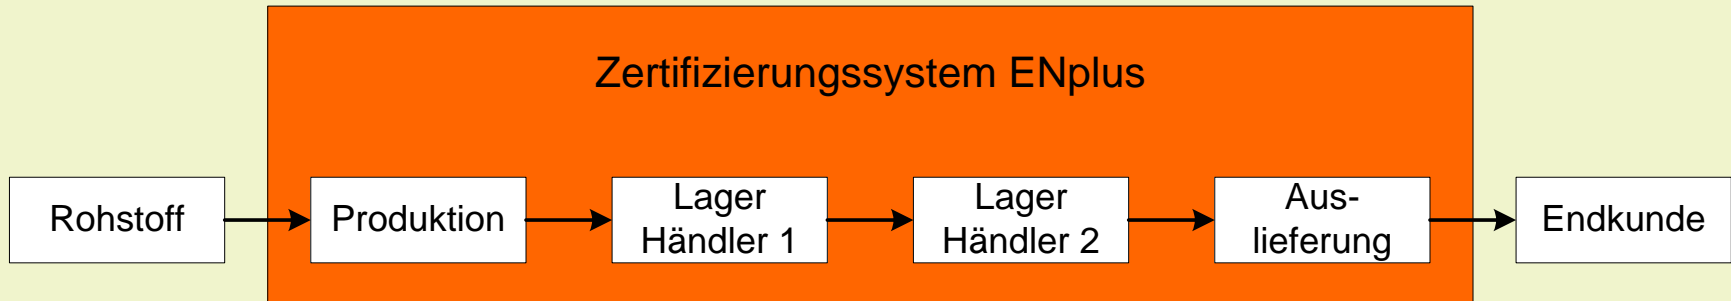 Zertifizierungssystem ENplus
Rohstoff
Produktion
Lager
Händler 1
Lager
Händler 2
Aus-
lieferung
Endkunde